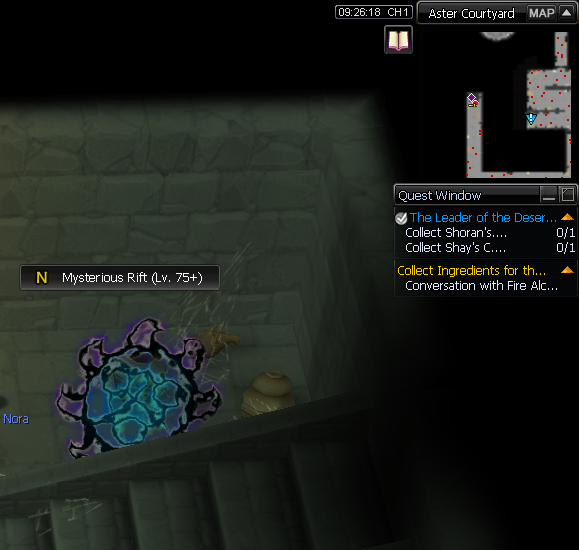 09:26:18 CH1
Aster Courtyard MAP
Quest Window
The Leader of the Deser...
Collect Shoran's.... 0/1
Collect Shay's C.... 0/1
Collect Ingredients for th...
Conversation with Fire Alc...
N Mysterious Rift (Lv. 75+)
Nora